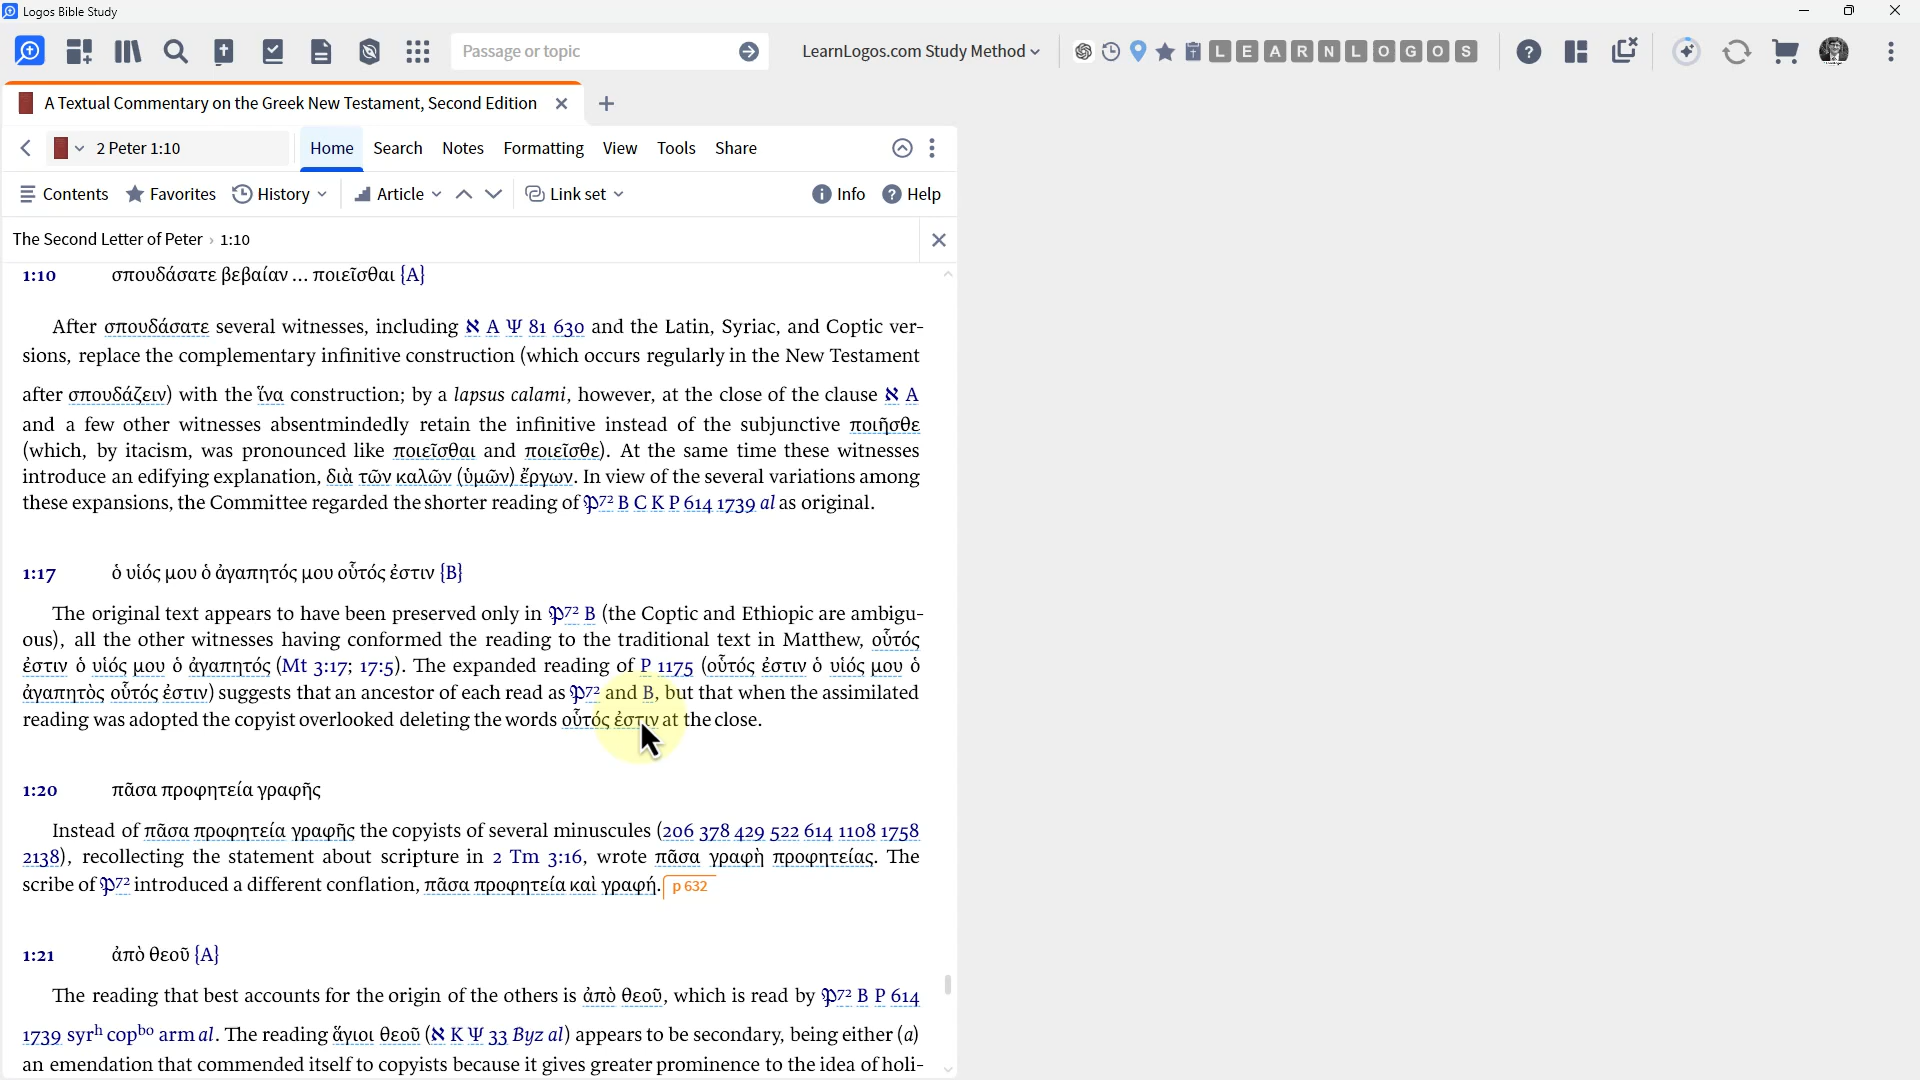 Logos Bible Study
Passage or topic
LearnLogos.com Study Method
L E A R N L O G O S
A Textual Commentary on the Greek New Testament, Second Edition
2 Peter 1:10 Home Search Notes Formatting View Tools Share
Contents Favorites History Article Link set Info Help
The Second Letter of Peter › 1:10
1:10 σπουδάσατε βεβαίαν … ποιεῖσθαι {A}
After σπουδάσατε several witnesses, including א A Ψ 81 630 and the Latin, Syriac, and Coptic ver-
sions, replace the complementary infinitive construction (which occurs regularly in the New Testament
after σπουδάζειν) with the ἵνα construction; by a lapsus calami, however, at the close of the clause א A
and a few other witnesses absentmindedly retain the infinitive instead of the subjunctive ποιῆσθε
(which, by itacism, was pronounced like ποιεῖσθαι and ποιεῖσθε). At the same time these witnesses
introduce an edifying explanation, διὰ τῶν καλῶν (ὑμῶν) ἔργων. In view of the several variations among
these expansions, the Committee regarded the shorter reading of 𝔓⁷² B C K P 614 1739 al as original.
1:17 ὁ υἱός μου ὁ ἀγαπητός μου οὗτός ἐστιν {B}
The original text appears to have been preserved only in 𝔓⁷² B (the Coptic and Ethiopic are ambigu-
ous), all the other witnesses having conformed the reading to the traditional text in Matthew, οὗτός
ἐστιν ὁ υἱός μου ὁ ἀγαπητός (Mt 3:17; 17:5). The expanded reading of P 1175 (οὗτός ἐστιν ὁ υἱός μου ὁ
ἀγαπητὸς οὗτός ἐστιν) suggests that an ancestor of each read as 𝔓⁷² and B, but that when the assimilated
reading was adopted the copyist overlooked deleting the words οὗτός ἐστιν at the close.
1:20 πᾶσα προφητεία γραφῆς
Instead of πᾶσα προφητεία γραφῆς the copyists of several minuscules (206 378 429 522 614 1108 1758
2138), recollecting the statement about scripture in 2 Tm 3:16, wrote πᾶσα γραφὴ προφητείας. The
scribe of 𝔓⁷² introduced a different conflation, πᾶσα προφητεία καὶ γραφή. p 632
1:21 ἀπὸ θεοῦ {A}
The reading that best accounts for the origin of the others is ἀπὸ θεοῦ, which is read by 𝔓⁷² B P 614
1739 syrʰ copᵇᵒ arm al. The reading ἅγιοι θεοῦ (א K Ψ 33 Byz al) appears to be secondary, being either (a)
an emendation that commended itself to copyists because it gives greater prominence to the idea of holi-